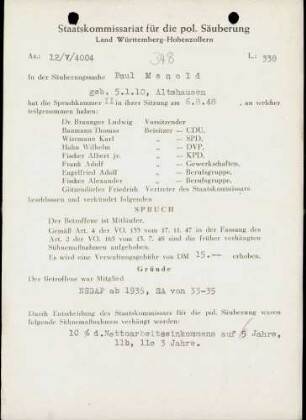 Staatskommissariat für die pol. Säuberung
Land Württemberg-Hohenzollern
Az.: 12/V/4004 348 L: 338
In der Säuberungssache Paul Menold
geb. 5.1.10, Altshausen
hat die Spruchkammer II in ihrer Sitzung am 6.8.48 , an welcher
teilgenommen haben:
Dr. Brauuger Ludwig Vorsitzender
Baumann Thomas Beisitzer — CDU,
Wizemann Karl „ — SPD,
Hahn Wilhelm „ — DVP,
Fischer Albert jr. „ — KPD,
Frank Adolf „ — Gewerkschaften,
Engelfried Adolf „ — Berufsgruppe,
Fischer Alexander „ — Berufsgruppe,
Götzendörfer Friedrich Vertreter des Staatskommissars
beschlossen und verkündet folgenden
SPRUCH
Der Betroffene ist Mitläufer.
Gemäß Art. 4 der VO. 133 vom 17. 11. 47 in der Fassung des
Art. 2 der VO. 165 vom 13. 7. 48 sind die früher verhängten
Sühnemaßnahmen aufgehoben.
Es wird eine Verwaltungsgebühr von DM 15.-- erhoben.
Gründe
Der Betroffene war Mitglied
NSDAP ab 1935, SA von 33-35
Durch Entscheidung des Staatskommissars für die pol. Säuberung waren
folgende Sühnemaßnahmen verhängt worden:
10 % d.Nettoarbeitseinkommens auf 5 Jahre,
11b, 11e 3 Jahre.